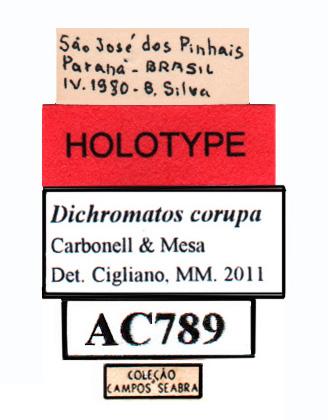 São José dos Pinhais
Paraná - BRASIL
IV. 1980 - B. Silva
HOLOTYPE
Dichromatos corupa
Carbonell & Mesa
Det. Cigliano, MM. 2011
AC789
COLEÇÃO
CAMPOS SEABRA